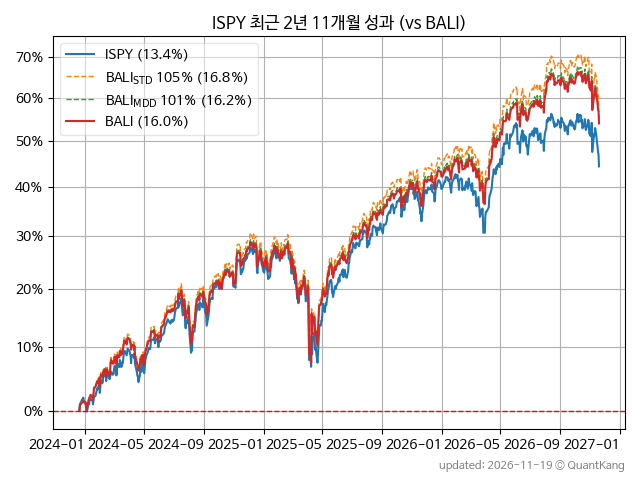 ISPY 최근 2년 11개월 성과 (vs BALI)
ISPY (13.4%)
BALI_STD 105% (16.8%)
BALI_MDD 101% (16.2%)
BALI (16.0%)
70%
60%
50%
40%
30%
20%
10%
0%
2024-01 2024-05 2024-09 2025-01 2025-05 2025-09 2026-01 2026-05 2026-09 2027-01
updated: 2026-11-19 © QuantKang